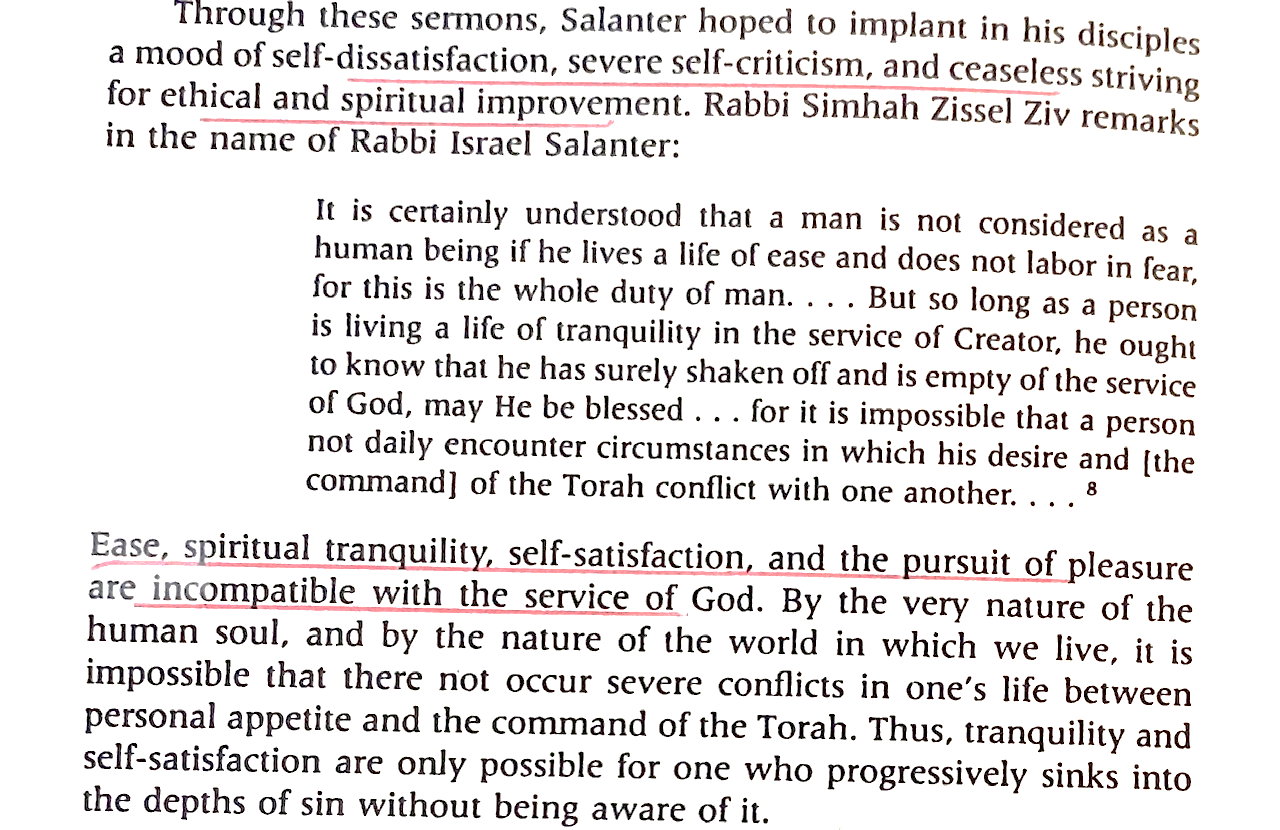 Through these sermons, Salanter hoped to implant in his disciples
a mood of self-dissatisfaction, severe self-criticism, and ceaseless striving
for ethical and spiritual improvement. Rabbi Simhah Zissel Ziv remarks
in the name of Rabbi Israel Salanter:
It is certainly understood that a man is not considered as a
human being if he lives a life of ease and does not labor in fear,
for this is the whole duty of man. . . . But so long as a person
is living a life of tranquility in the service of Creator, he ought
to know that he has surely shaken off and is empty of the service
of God, may He be blessed . . . for it is impossible that a person
not daily encounter circumstances in which his desire and [the
command] of the Torah conflict with one another. . . . 8
Ease, spiritual tranquility, self-satisfaction, and the pursuit of pleasure
are incompatible with the service of God. By the very nature of the
human soul, and by the nature of the world in which we live, it is
impossible that there not occur severe conflicts in one's life between
personal appetite and the command of the Torah. Thus, tranquility and
self-satisfaction are only possible for one who progressively sinks into
the depths of sin without being aware of it.